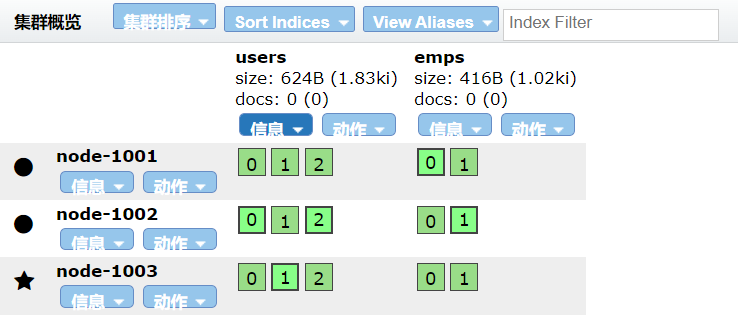 集群概览 集群排序 Sort Indices View Aliases Index Filter
users emps
size: 624B (1.83ki) size: 416B (1.02ki)
docs: 0 (0) docs: 0 (0)
信息 动作 信息 动作
node-1001 0 1 2 0 1
信息 动作
node-1002 0 1 2 0 1
信息 动作
node-1003 0 1 2 0 1
信息 动作